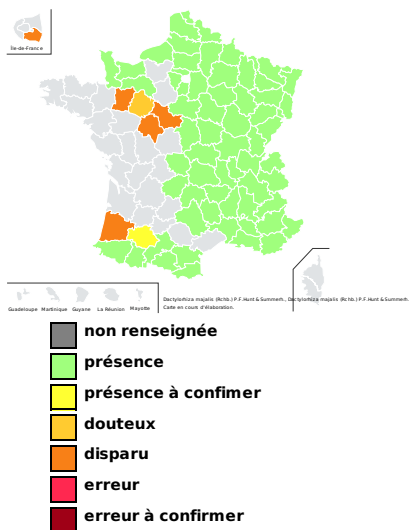 Île-de-France
Guadeloupe Martinique Guyane La Réunion Mayotte
Dactylorhiza majalis (Rchb.) P.F.Hunt & Summerh., Dactylorhiza majalis (Rchb.) P.F.Hunt & Summerh.
Carte en cours d'élaboration.
non renseignée
présence
présence à confimer
douteux
disparu
erreur
erreur à confirmer